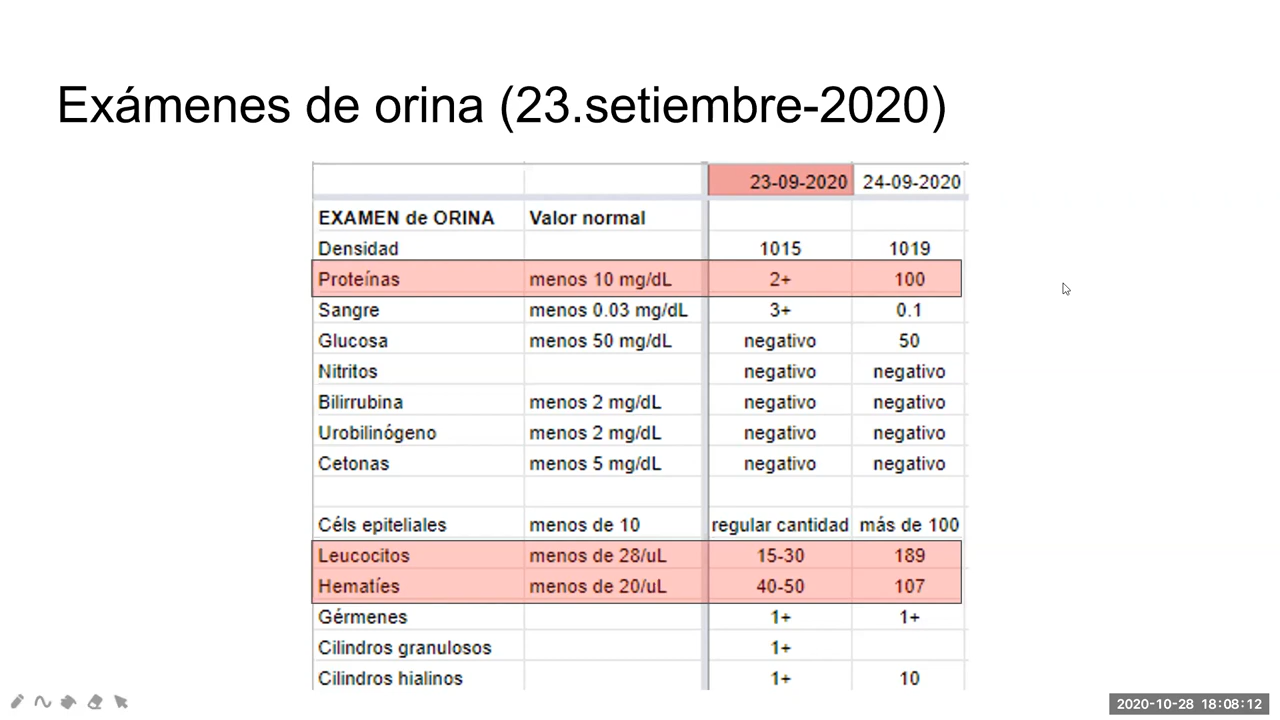 Exámenes de orina (23.setiembre-2020)
23-09-2020 24-09-2020
EXAMEN de ORINA Valor normal
Densidad 1015 1019
Proteínas menos 10 mg/dL 2+ 100
Sangre menos 0.03 mg/dL 3+ 0.1
Glucosa menos 50 mg/dL negativo 50
Nitritos negativo negativo
Bilirrubina menos 2 mg/dL negativo negativo
Urobilinógeno menos 2 mg/dL negativo negativo
Cetonas menos 5 mg/dL negativo negativo
Céls epiteliales menos de 10 regular cantidad más de 100
Leucocitos menos de 28/uL 15-30 189
Hematíes menos de 20/uL 40-50 107
Gérmenes 1+ 1+
Cilindros granulosos 1+
Cilindros hialinos 1+ 10
2020-10-28 18:08:12